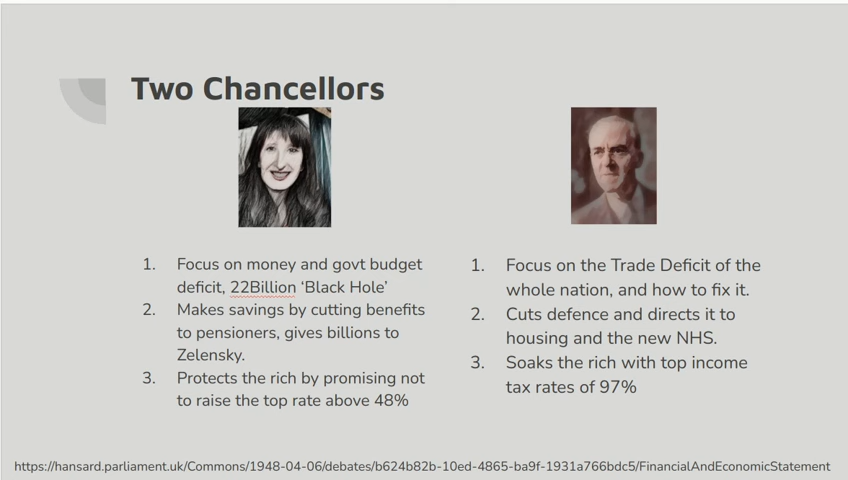 Two Chancellors
1. Focus on money and govt budget
deficit, 22Billion ‘Black Hole’
2. Makes savings by cutting benefits
to pensioners, gives billions to
Zelensky.
3. Protects the rich by promising not
to raise the top rate above 48%
1. Focus on the Trade Deficit of the
whole nation, and how to fix it.
2. Cuts defence and directs it to
housing and the new NHS.
3. Soaks the rich with top income
tax rates of 97%
https://hansard.parliament.uk/Commons/1948-04-06/debates/b624b82b-10ed-4865-ba9f-1931a766bdc5/FinancialAndEconomicStatement